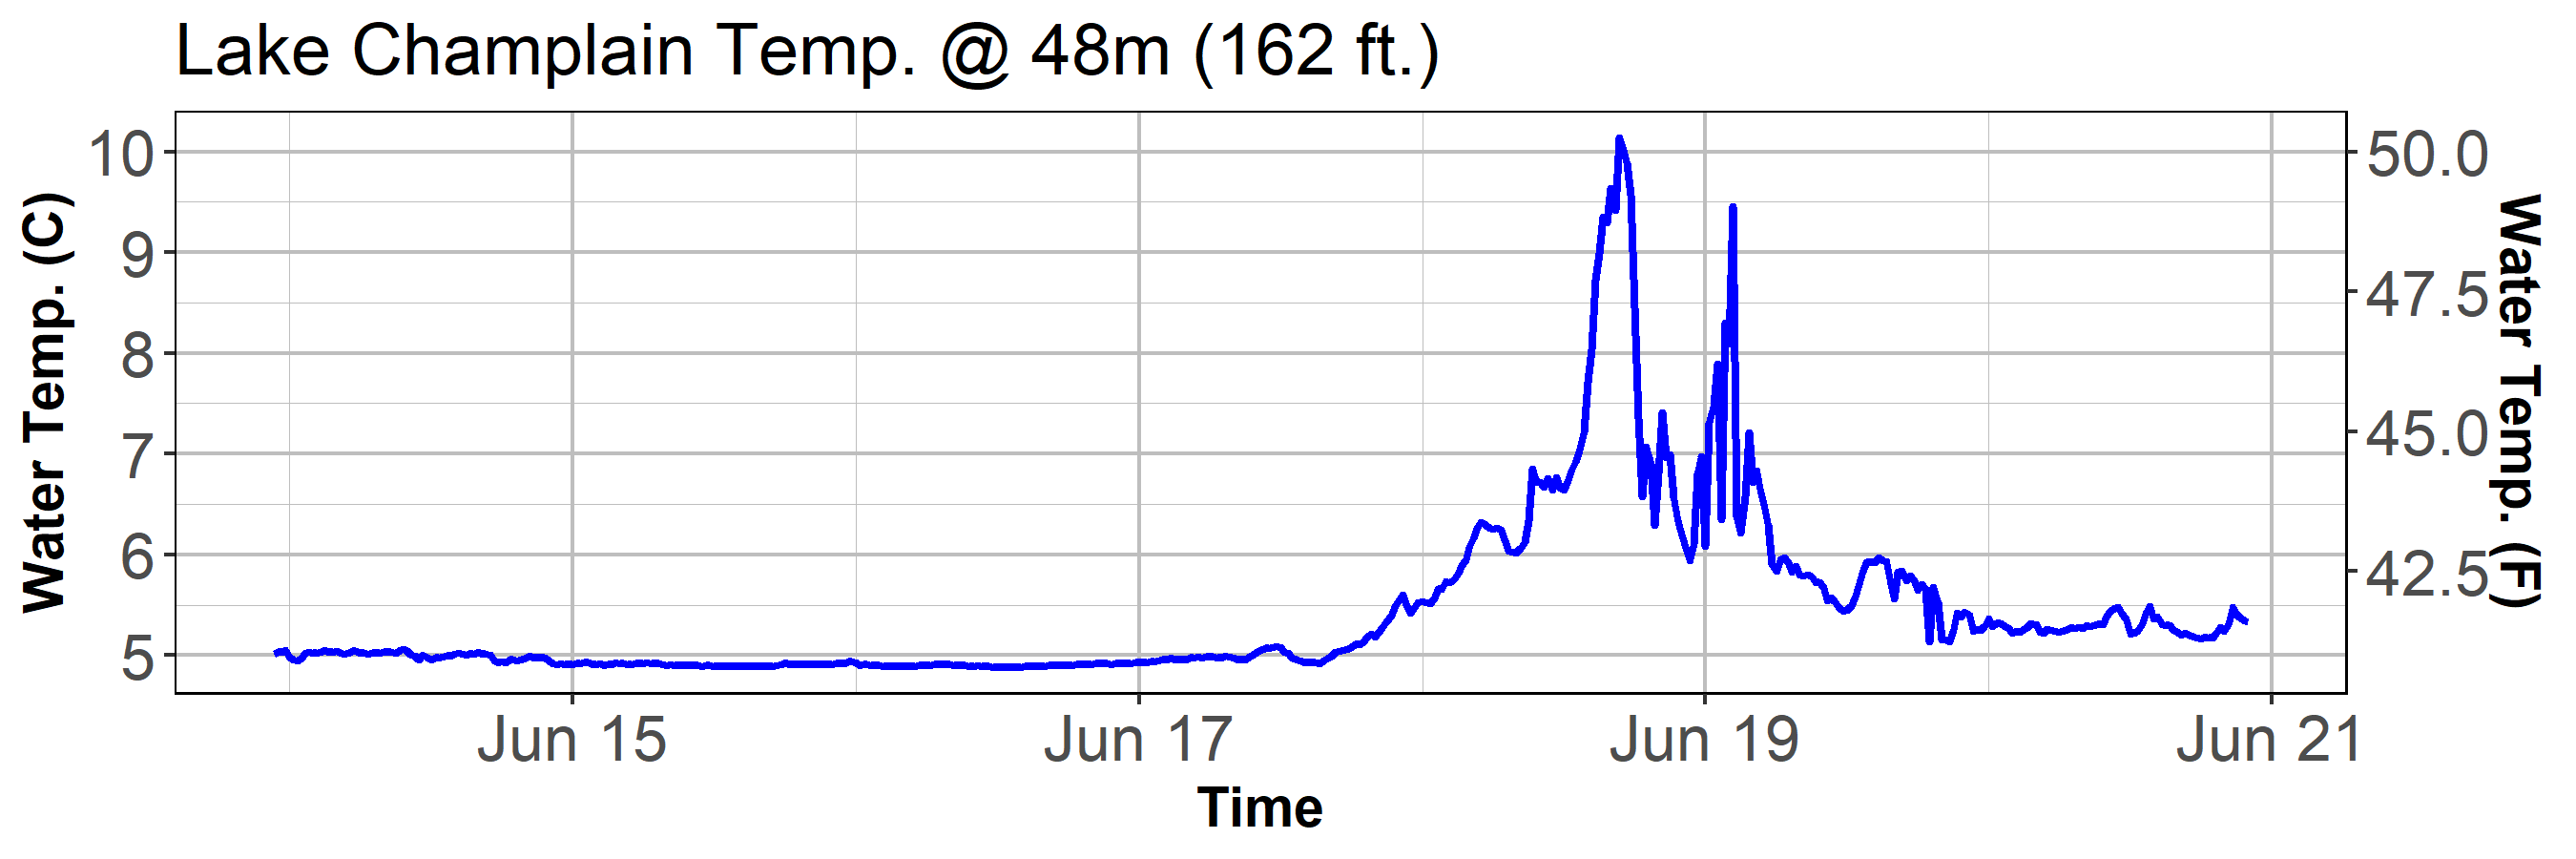 Lake Champlain Temp. @ 48m (162 ft.)
Water Temp. (C)
10
9
8
7
6
5
50.0
47.5
45.0
42.5
Water Temp. (F)
Jun 15 Jun 17 Jun 19 Jun 21
Time